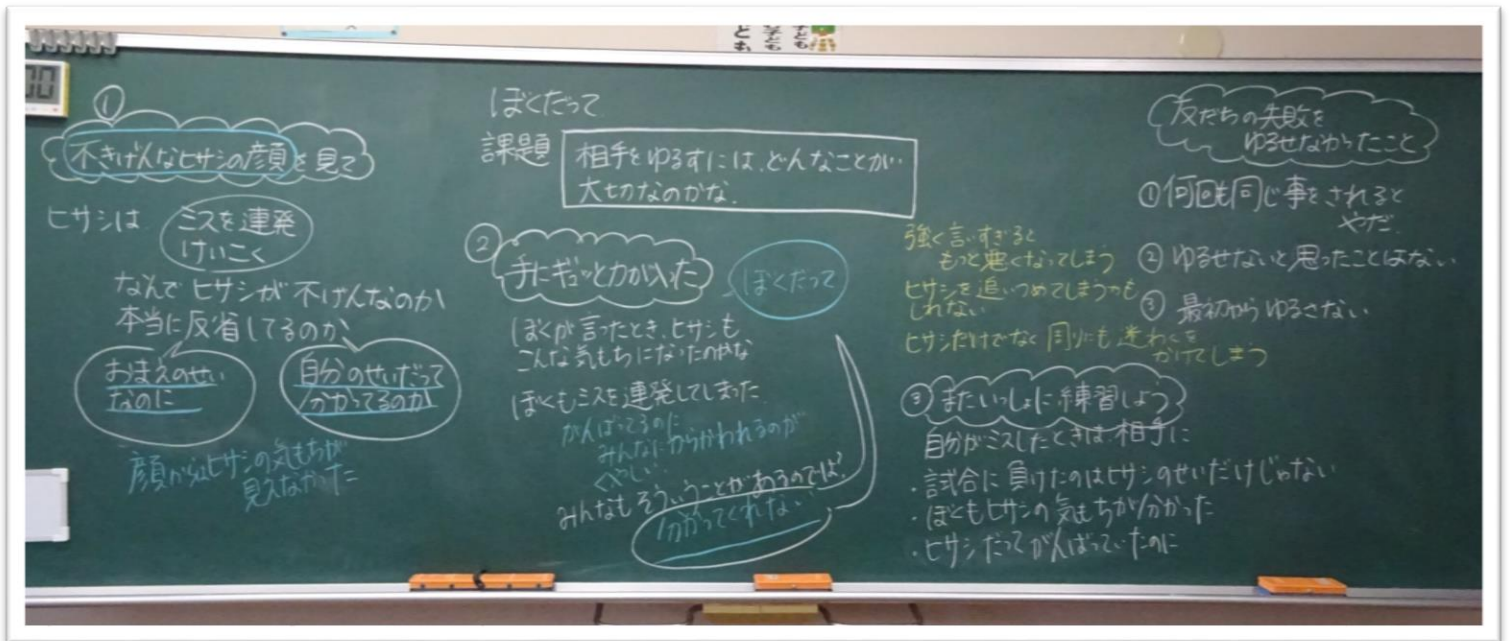 00
子ども
学ども
とも
ぼくだって
課題
相手をゆるすには、どんなことが
大切なのかな。
友だちの失敗を
ゆるせなかったこと
①何回も同じ事をされると
やだ。
②ゆるせないと思ったことはない
③最初からゆるさない
①
不きげんなヒサシの顔を見て
ヒサシは
ミスを連発
けいこく
なんでヒサシが不げんなのか
本当に反省してるのか
おまえのせい
なのに
自分のせいだって
分かってるのか
顔からはヒサシの気もちが
見えなかった
②
手にギュッと力が入った
ぼくだって
ぼくが言ったとき、ヒサシも
こんな気もちになったのかな
ぼくもミスを連発してしまった
がんばってるのに
みんなにからかわれるのが
くやしい
みんなもそういうことがあるのでは?
分かってくれない
強く言いすぎると
もっと悪くなってしまう
ヒサシを追いつめてしまうかも
しれない
ヒサシだけでなく周りにも迷わくを
かけてしまう
③またいっしょに練習しよう
自分がミスしたときは、相手に
・試合に負けたのはヒサシのせいだけじゃない
・ぼくもヒサシの気もちが分かった
・ヒサシだってがんばっていたのに